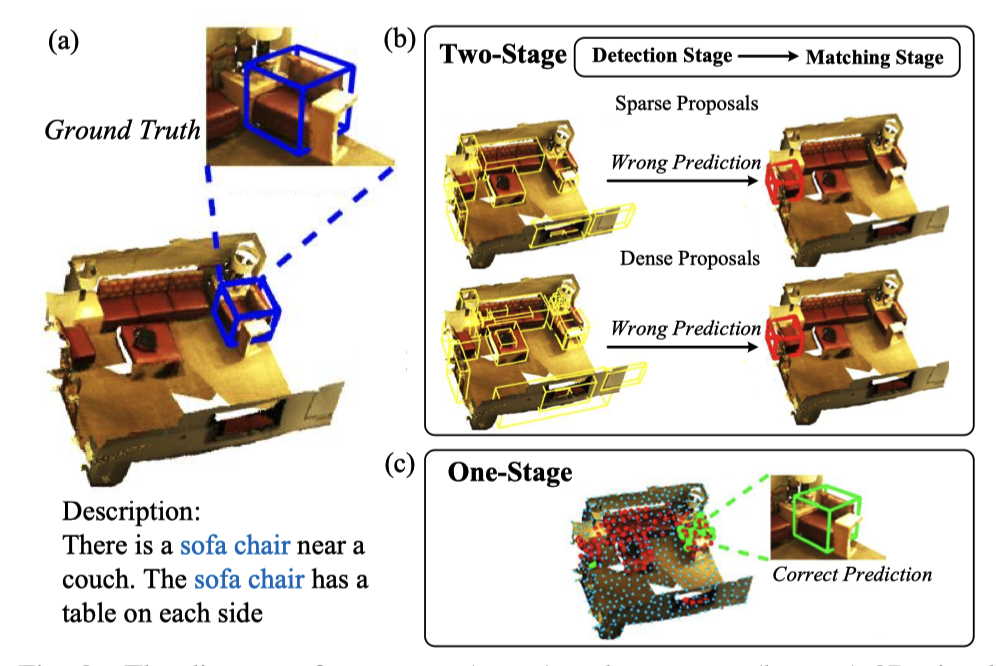 (a)
Ground Truth
Description:
There is a sofa chair near a
couch. The sofa chair has a
table on each side
(b)
Two-Stage
Detection Stage
Matching Stage
Sparse Proposals
Wrong Prediction
Dense Proposals
Wrong Prediction
(c)
One-Stage
Correct Prediction